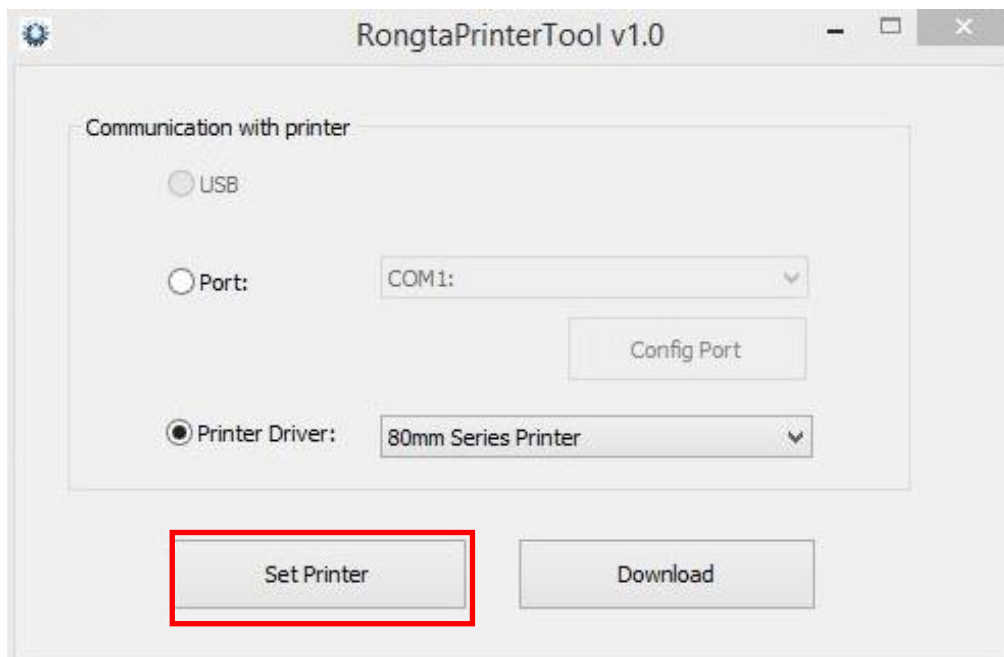 RongtaPrinterTool v1.0
Communication with printer
USB
Port:
COM1:
Config Port
Printer Driver:
80mm Series Printer
Set Printer
Download